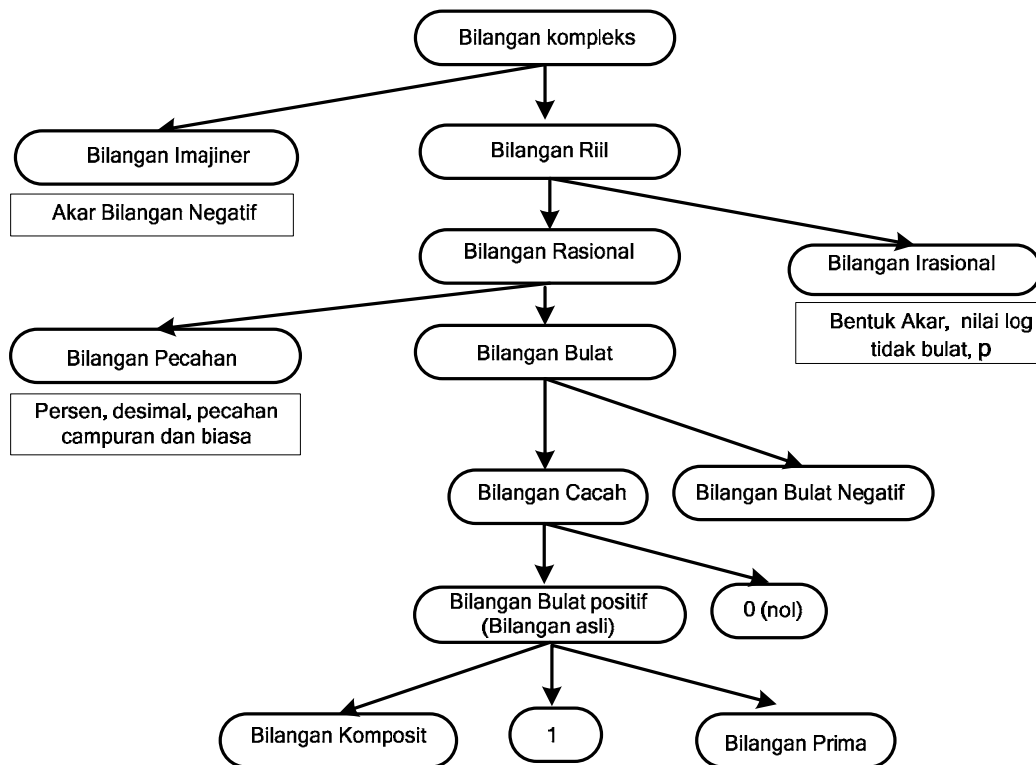 Bilangan kompleks
Bilangan Imajiner
Bilangan Riil
Akar Bilangan Negatif
Bilangan Rasional
Bilangan Irasional
Bentuk Akar, nilai log
tidak bulat, p
Bilangan Pecahan
Bilangan Bulat
Persen, desimal, pecahan
campuran dan biasa
Bilangan Cacah
Bilangan Bulat Negatif
Bilangan Bulat positif
(Bilangan asli)
0 (nol)
Bilangan Komposit
1
Bilangan Prima